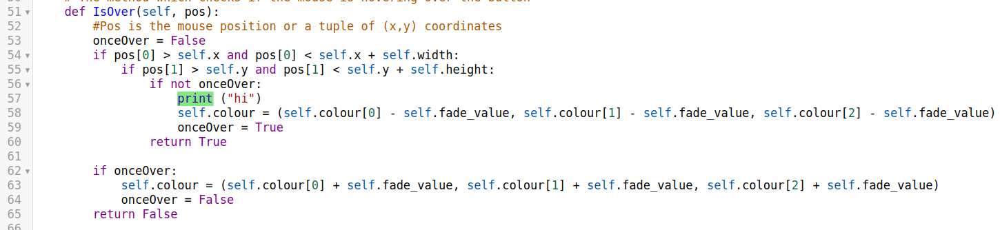 # The method which checks if the mouse is hovering over the button
51 def IsOver(self, pos):
52 #Pos is the mouse position or a tuple of (x,y) coordinates
53 onceOver = False
54 if pos[0] > self.x and pos[0] < self.x + self.width:
55 if pos[1] > self.y and pos[1] < self.y + self.height:
56 if not onceOver:
57 print ("hi")
58 self.colour = (self.colour[0] - self.fade_value, self.colour[1] - self.fade_value, self.colour[2] - self.fade_value)
59 onceOver = True
60 return True
61
62 if onceOver:
63 self.colour = (self.colour[0] + self.fade_value, self.colour[1] + self.fade_value, self.colour[2] + self.fade_value)
64 onceOver = False
65 return False
66